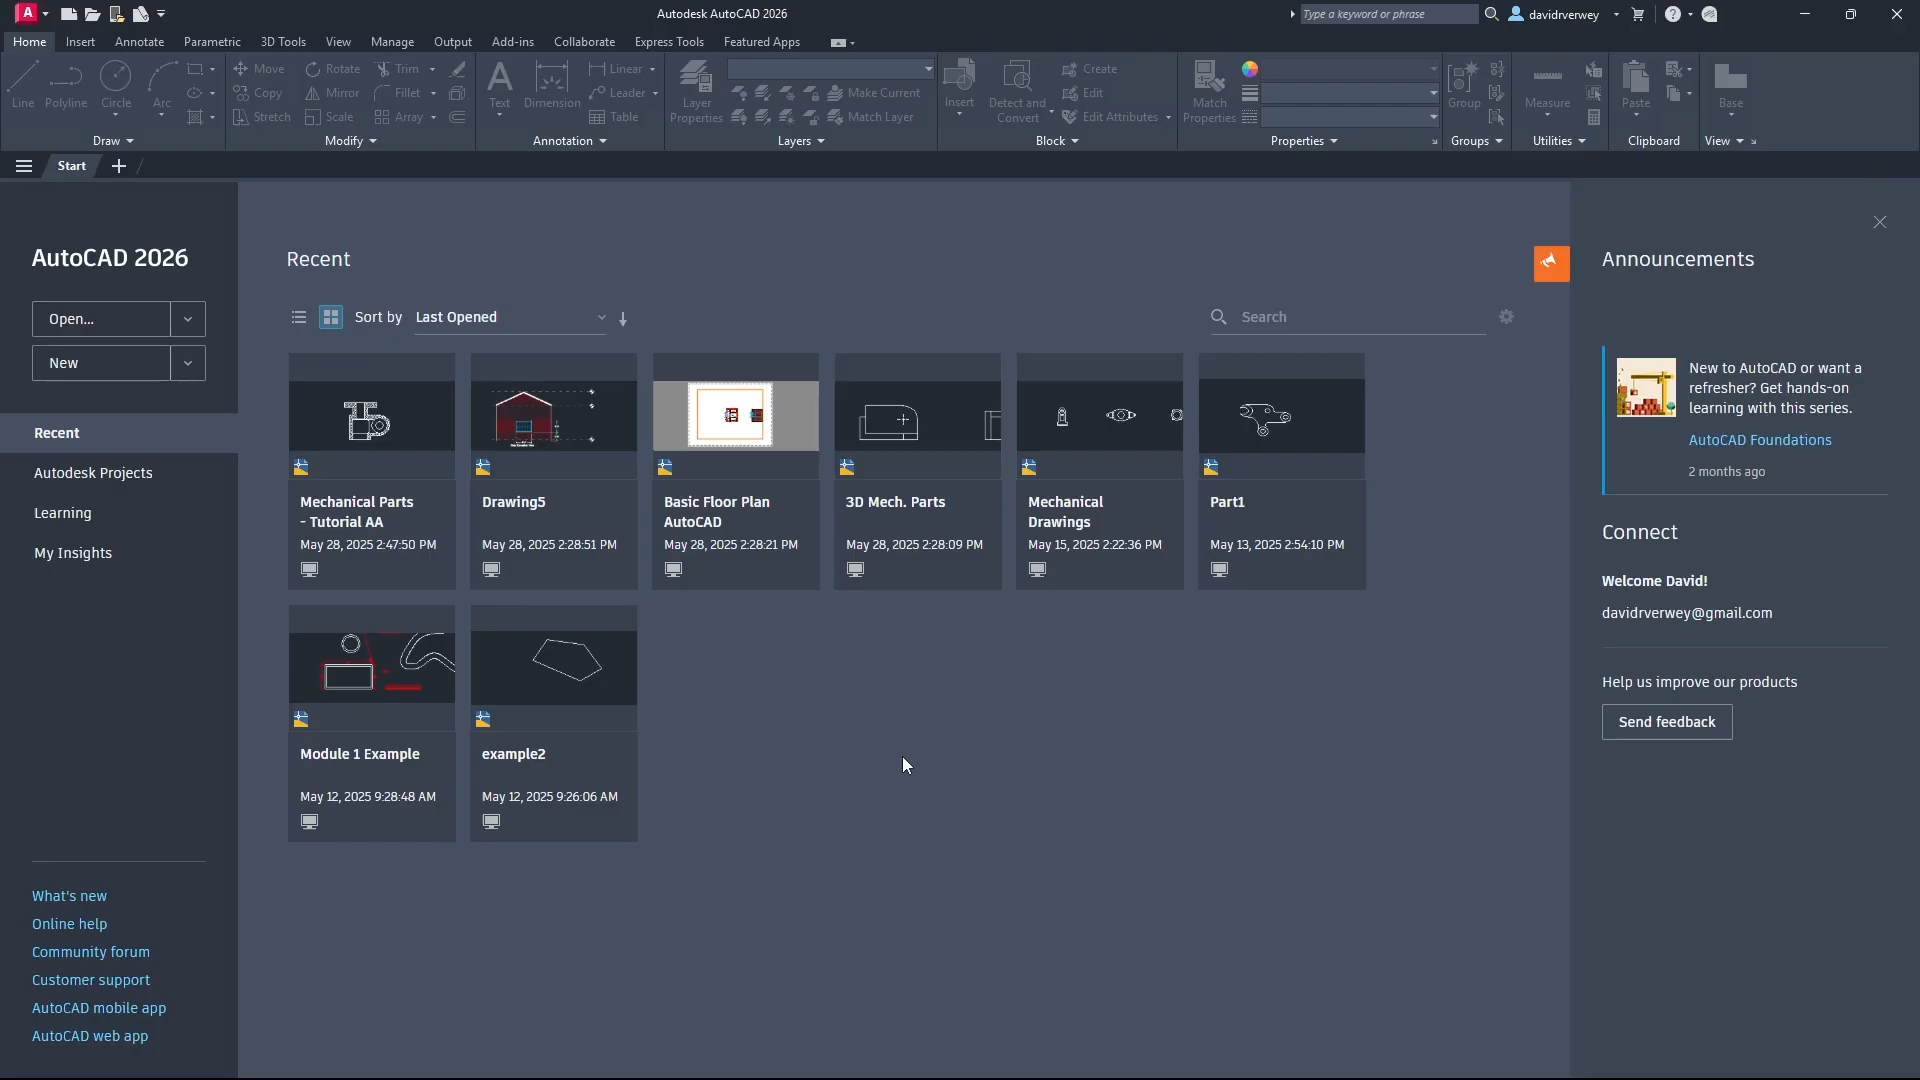 A
Autodesk AutoCAD 2026
Type a keyword or phrase
davidrverwey
Home Insert Annotate Parametric 3D Tools View Manage Output Add-ins Collaborate Express Tools Featured Apps
Line Polyline Circle Arc
Draw
Move Rotate Trim
Copy Mirror Fillet
Stretch Scale Array
Modify
Text Dimension
Linear
Leader
Table
Annotation
Layer
Properties
Make Current
Match Layer
Layers
Insert
Detect and
Convert
Create
Edit
Edit Attributes
Block
Match
Properties
Properties
Group
Groups
Measure
Utilities
Paste
Clipboard
Base
View
Start
AutoCAD 2026
Open...
New
Recent
Autodesk Projects
Learning
My Insights
What's new
Online help
Community forum
Customer support
AutoCAD mobile app
AutoCAD web app
Recent
Sort by Last Opened
Search
Mechanical Parts
- Tutorial AA
May 28, 2025 2:47:50 PM
Drawing5
May 28, 2025 2:28:51 PM
Basic Floor Plan
AutoCAD
May 28, 2025 2:28:21 PM
3D Mech. Parts
May 28, 2025 2:28:09 PM
Mechanical
Drawings
May 15, 2025 2:22:36 PM
Part1
May 13, 2025 2:54:10 PM
Module 1 Example
May 12, 2025 9:28:48 AM
example2
May 12, 2025 9:26:06 AM
Announcements
New to AutoCAD or want a
refresher? Get hands-on
learning with this series.
AutoCAD Foundations
2 months ago
Connect
Welcome David!
davidrverwey@gmail.com
Help us improve our products
Send feedback